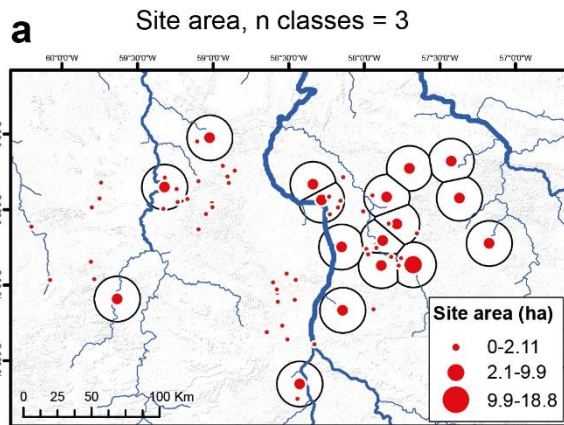 a
Site area, n classes = 3
60°0'0"W 59°30'0"W 59°0'0"W 58°30'0"W 58°0'0"W 57°30'0"W 57°0'0"W
Site area (ha)
0-2.11
2.1-9.9
9.9-18.8
0 25 50 100 Km